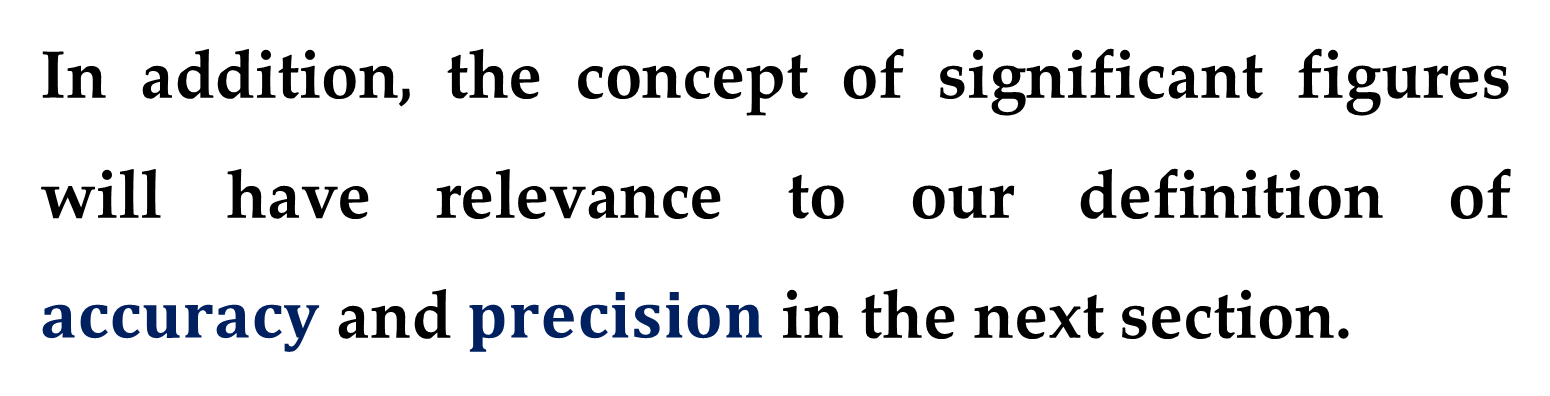 In addition, the concept of significant figures
will have relevance to our definition of
accuracy and precision in the next section.